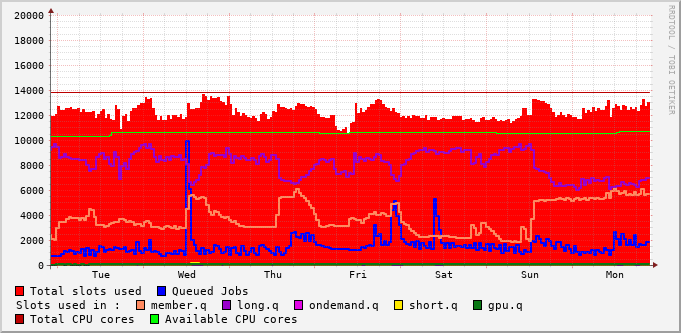 20000
18000
16000
14000
12000
10000
8000
6000
4000
2000
0
Tue Wed Thu Fri Sat Sun Mon
Total slots used Queued Jobs
Slots used in : member.q long.q ondemand.q short.q gpu.q
Total CPU cores Available CPU cores
RRDTOOL / TOBI OETIKER